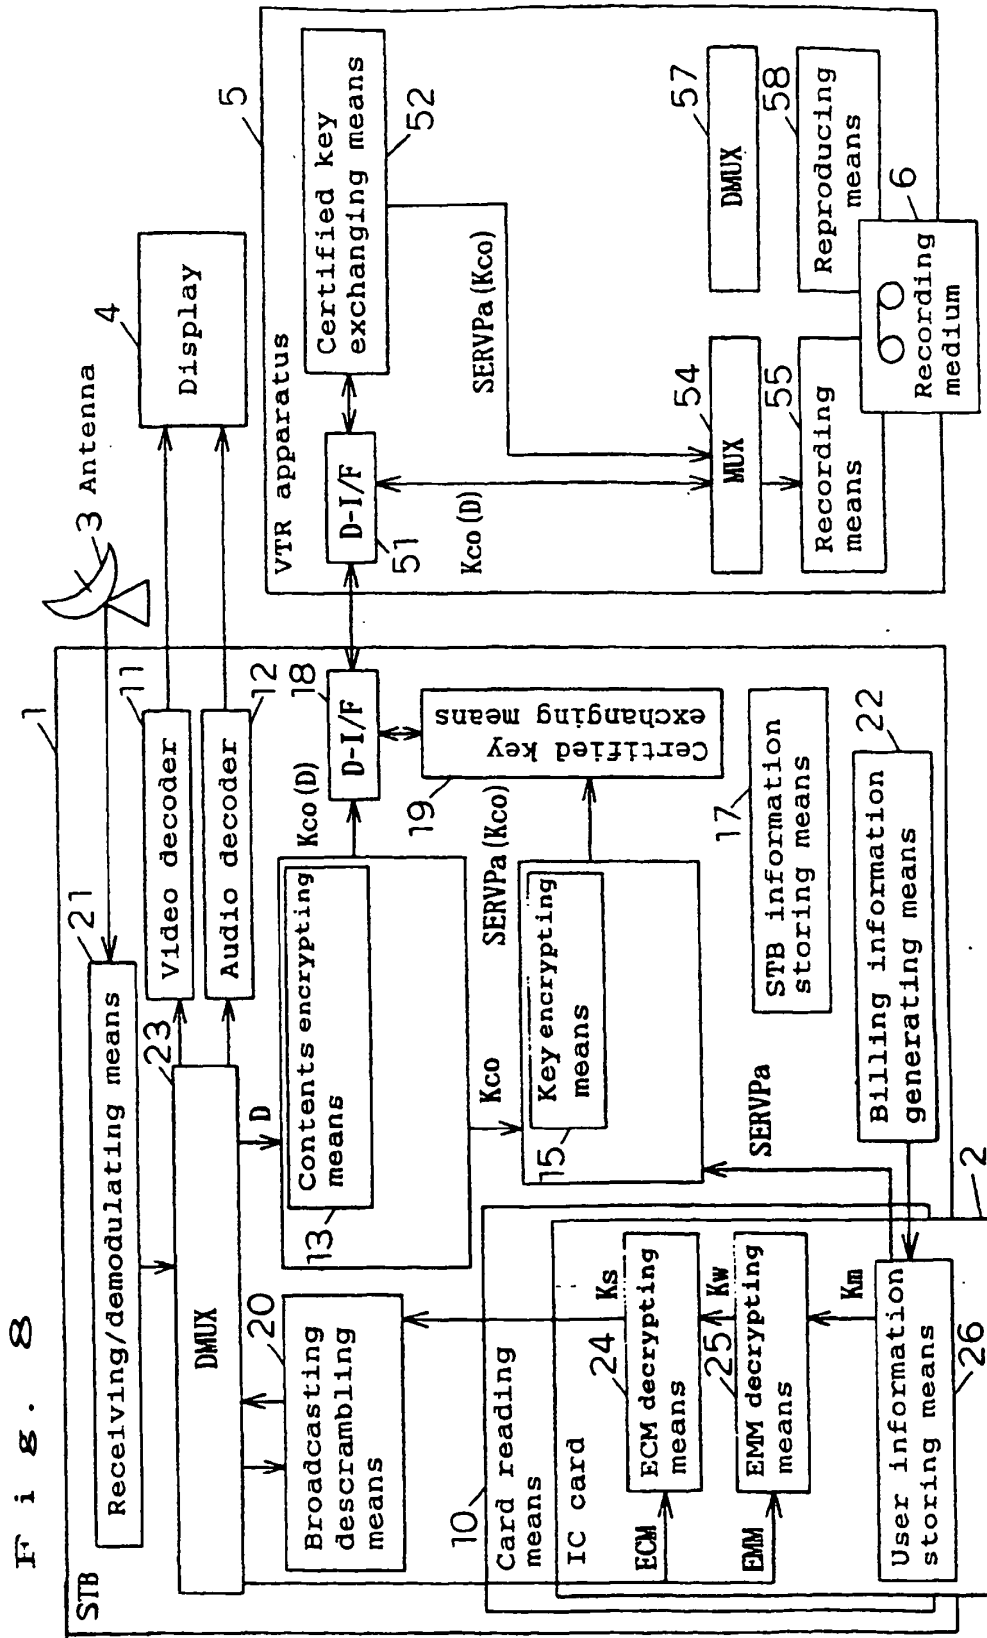 Fig. 8
STB
1
Receiving/demodulating means
21
3 Antenna
DMUX
23
Video decoder
11
Audio decoder
12
4
Display
Broadcasting
descrambling
means
20
D
Contents encrypting
means
13
Kco(D)
D-I/F
18
Kco
SERVPa(Kco)
Key encrypting
means
15
Certified key
exchanging means
19
STB information
storing means
17
Billing information
generating means
22
SERVPa
10
Card reading
means
IC card
2
ECM
ECM decrypting
means
24
Ks
EMM
EMM decrypting
means
25
Kw
Km
User information
storing means
26
VTR apparatus
5
D-I/F
51
Certified key
exchanging means
52
Kco(D)
SERVPa(Kco)
MUX
54
DMUX
57
Recording
means
55
Reproducing
means
58
Recording
medium
6